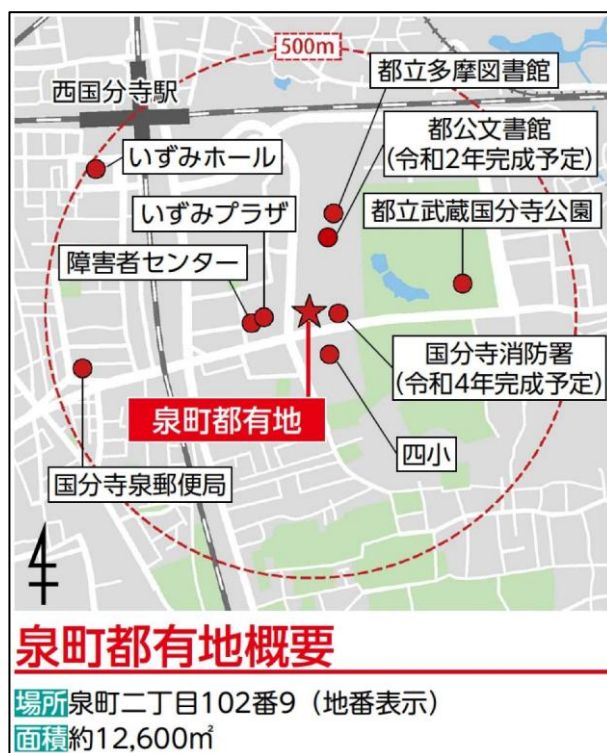 500m
西国分寺駅
都立多摩図書館
都公文書館
(令和2年完成予定)
いずみホール
いずみプラザ
都立武蔵国分寺公園
障害者センター
国分寺消防署
(令和4年完成予定)
泉町都有地
四小
国分寺泉郵便局
泉町都有地概要
場所 泉町二丁目102番9（地番表示）
面積 約12,600㎡